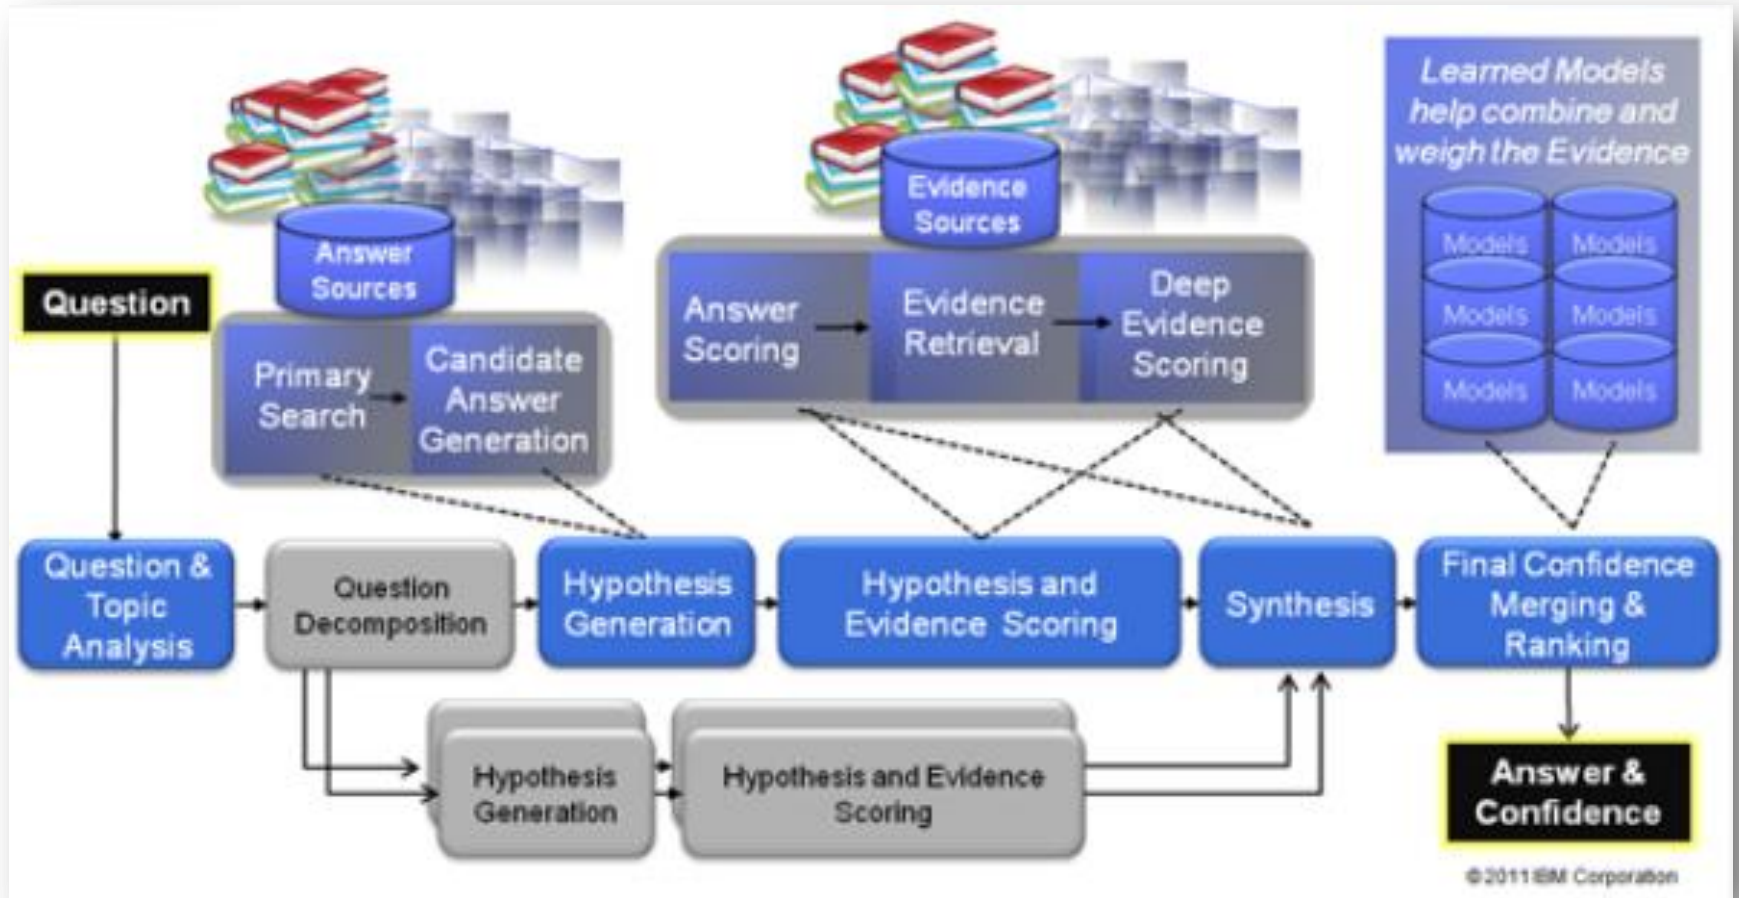 Learned Models
help combine and
weigh the Evidence
Models
Models
Models
Models
Models
Models
Evidence
Sources
Answer
Sources
Question
Primary
Search
Candidate
Answer
Generation
Answer
Scoring
Evidence
Retrieval
Deep
Evidence
Scoring
Question &
Topic
Analysis
Question
Decomposition
Hypothesis
Generation
Hypothesis and
Evidence Scoring
Synthesis
Final Confidence
Merging &
Ranking
Hypothesis
Generation
Hypothesis and Evidence
Scoring
Answer &
Confidence
©2011 IBM Corporation